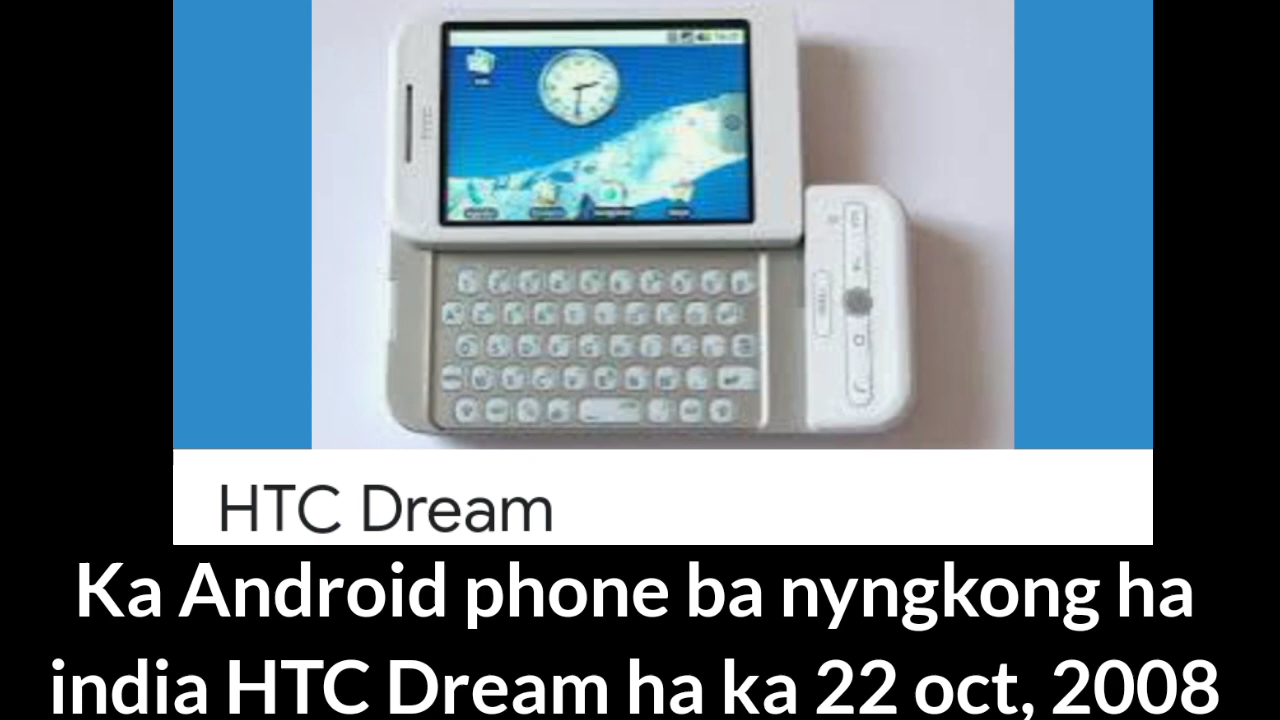 HTC Dream
Ka Android phone ba nyngkong ha
india HTC Dream ha ka 22 oct, 2008